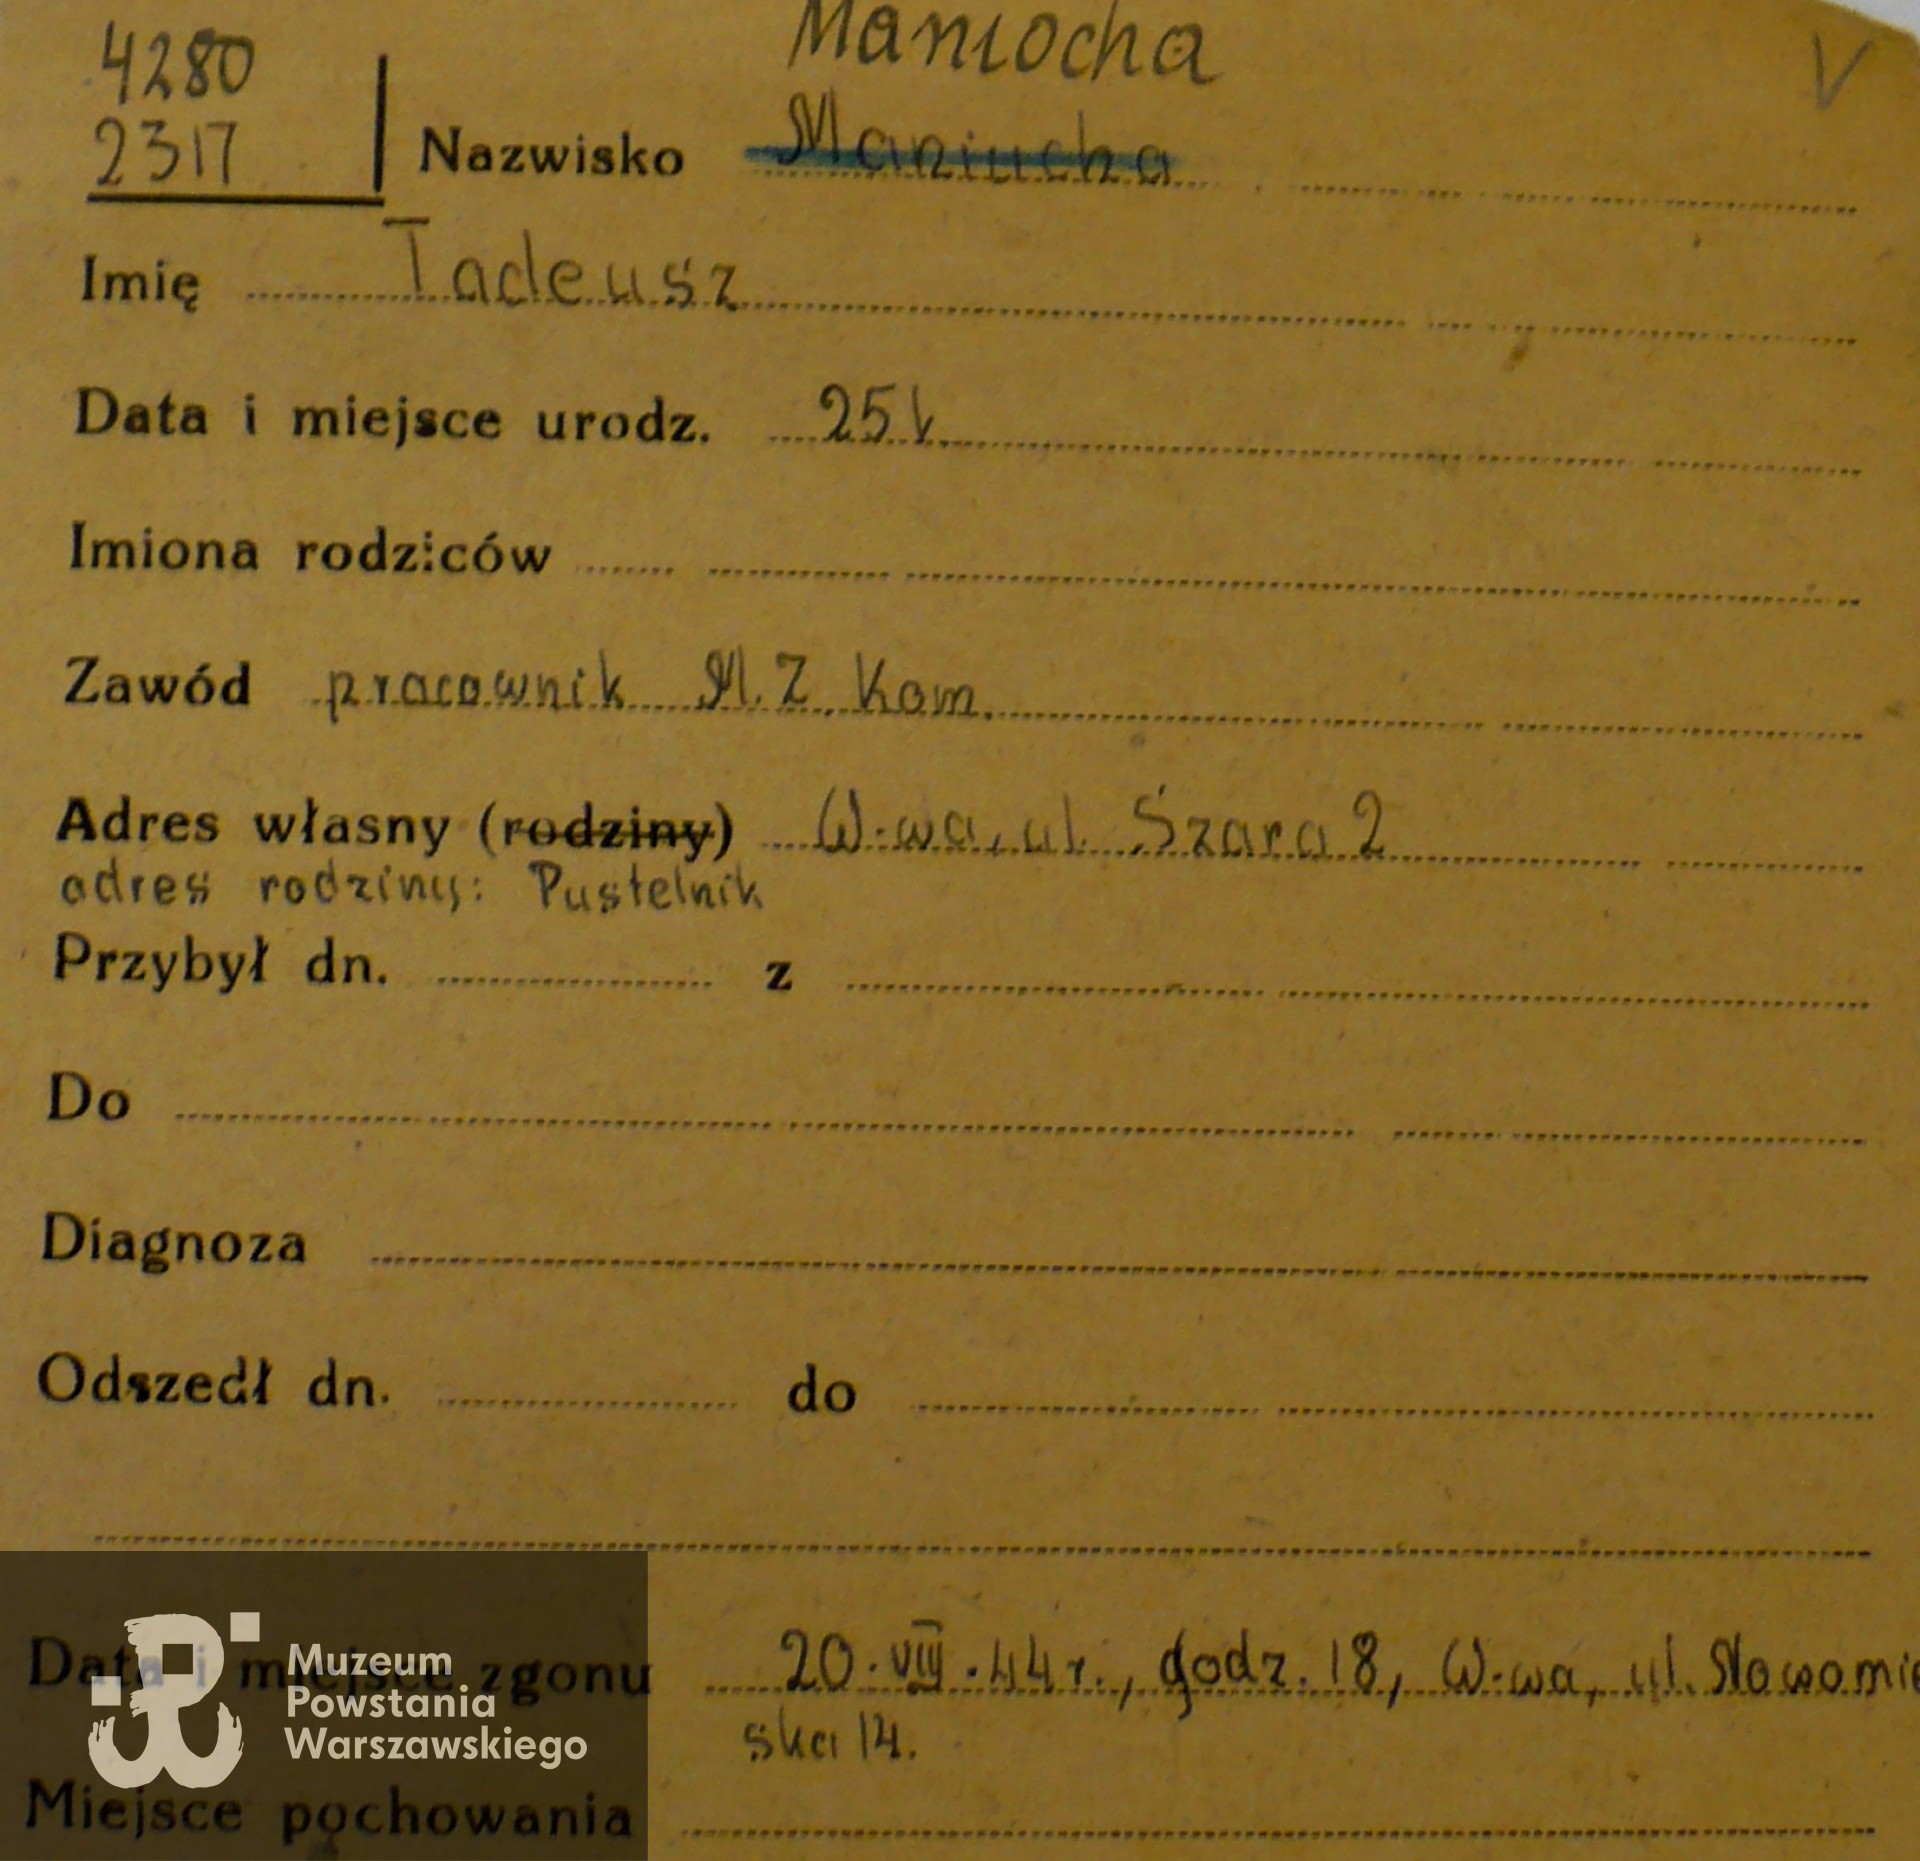 Maniocha V
4280
2317 Nazwisko Maniucha
Imię Tadeusz
Data i miejsce urodz. 25 l.
Imiona rodziców
Zawód pracownik M.Z. Kom.
Adres własny (rodziny) W-wa, ul. Szara 2
adres rodziny: Pustelnik
Przybył dn. z
Do
Diagnoza
Odszedł dn. do
Data i miejsce zgonu 20.VIII.44r., godz. 18, W-wa, ul. Nowomie
ska 14.
Miejsce pochowania
Muzeum
Powstania
Warszawskiego